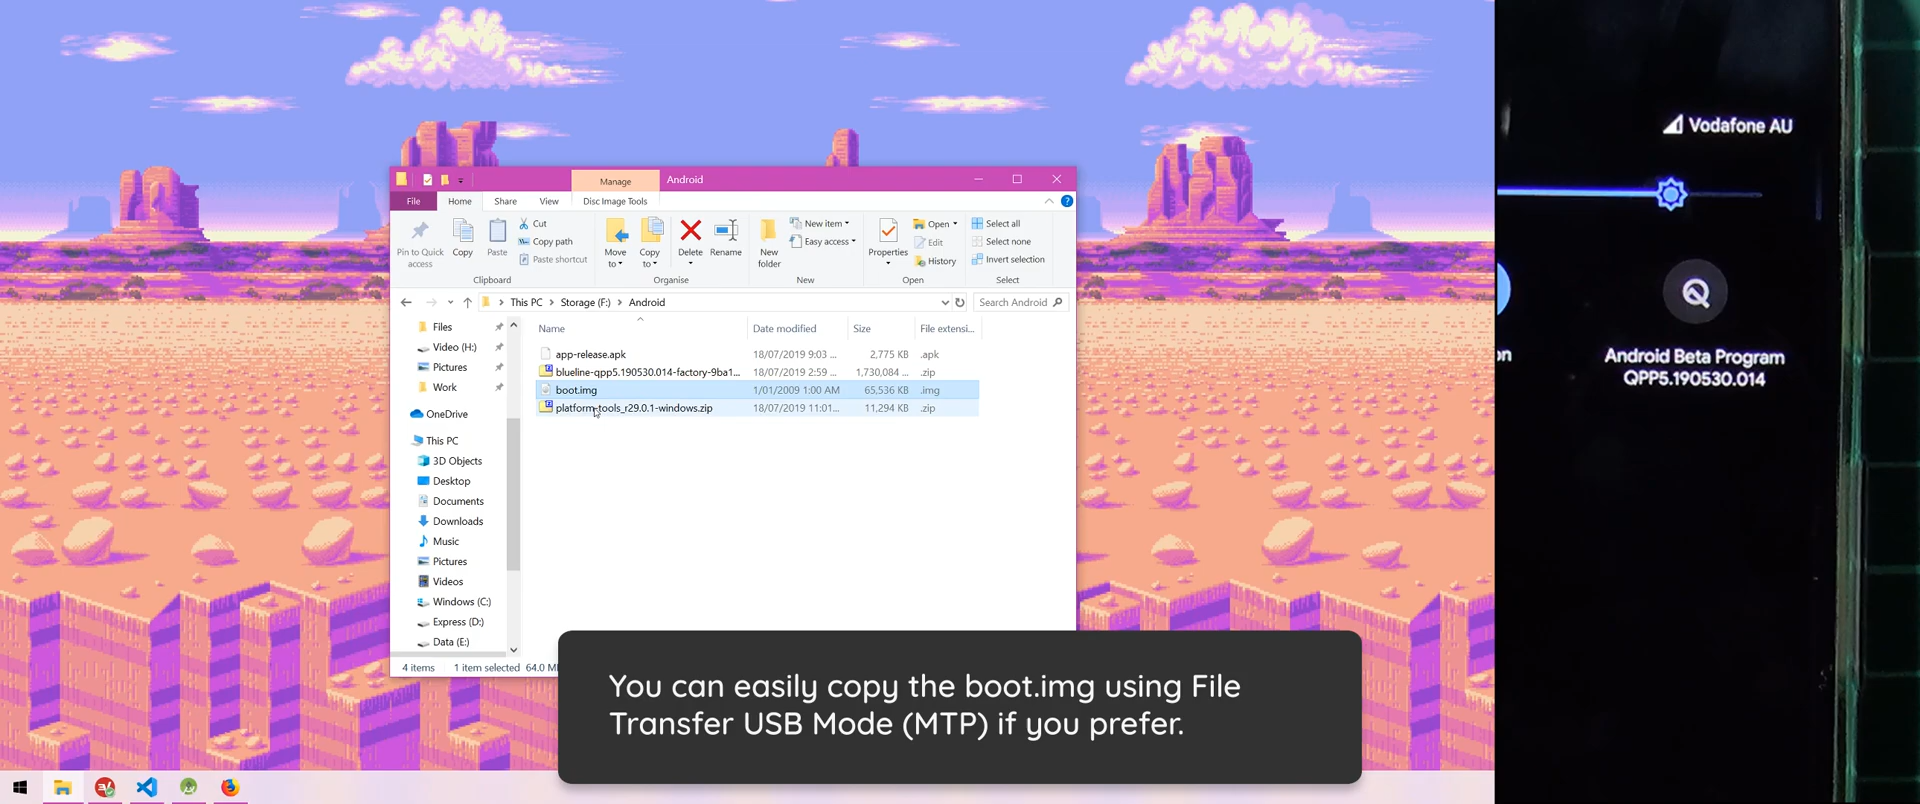 Manage
Android
File
Home
Share
View
Disc Image Tools
Pin to Quick
access
Copy
Paste
Cut
Copy path
Paste shortcut
Move
to
Copy
to
Delete
Rename
New
folder
New item
Easy access
Properties
Open
Edit
History
Select all
Select none
Invert selection
Clipboard
Organise
New
Open
Select
This PC > Storage (F:) > Android
Search Android
Name
Date modified
Size
File extensi...
app-release.apk 18/07/2019 9:03 ... 2,775 KB .apk
blueline-qpp5.190530.014-factory-9ba1... 18/07/2019 2:59 ... 1,730,084 ... .zip
boot.img 1/01/2009 1:00 AM 65,536 KB .img
platform-tools_r29.0.1-windows.zip 18/07/2019 11:01... 11,294 KB .zip
Files
Video (H:)
Pictures
Work
OneDrive
This PC
3D Objects
Desktop
Documents
Downloads
Music
Pictures
Videos
Windows (C:)
Express (D:)
Data (E:)
4 items 1 item selected 64.0 M
You can easily copy the boot.img using File
Transfer USB Mode (MTP) if you prefer.
Vodafone AU
on
Android Beta Program
QPP5.190530.014